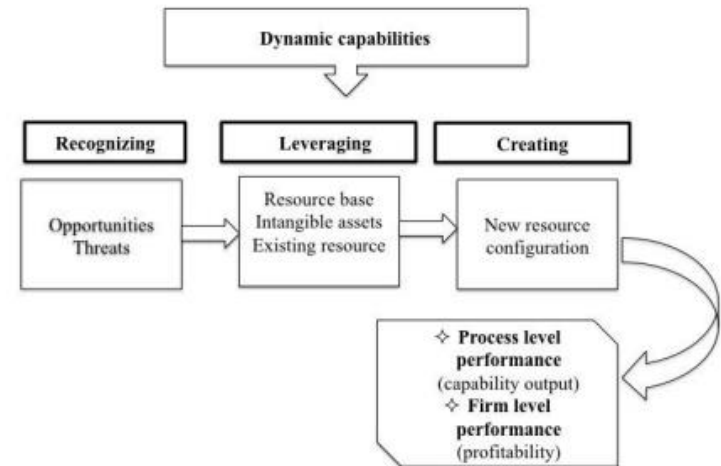 Dynamic capabilities
Recognizing
Leveraging
Creating
Opportunities
Threats
Resource base
Intangible assets
Existing resource
New resource
configuration
✧ Process level
performance
(capability output)
✧ Firm level
performance
(profitability)